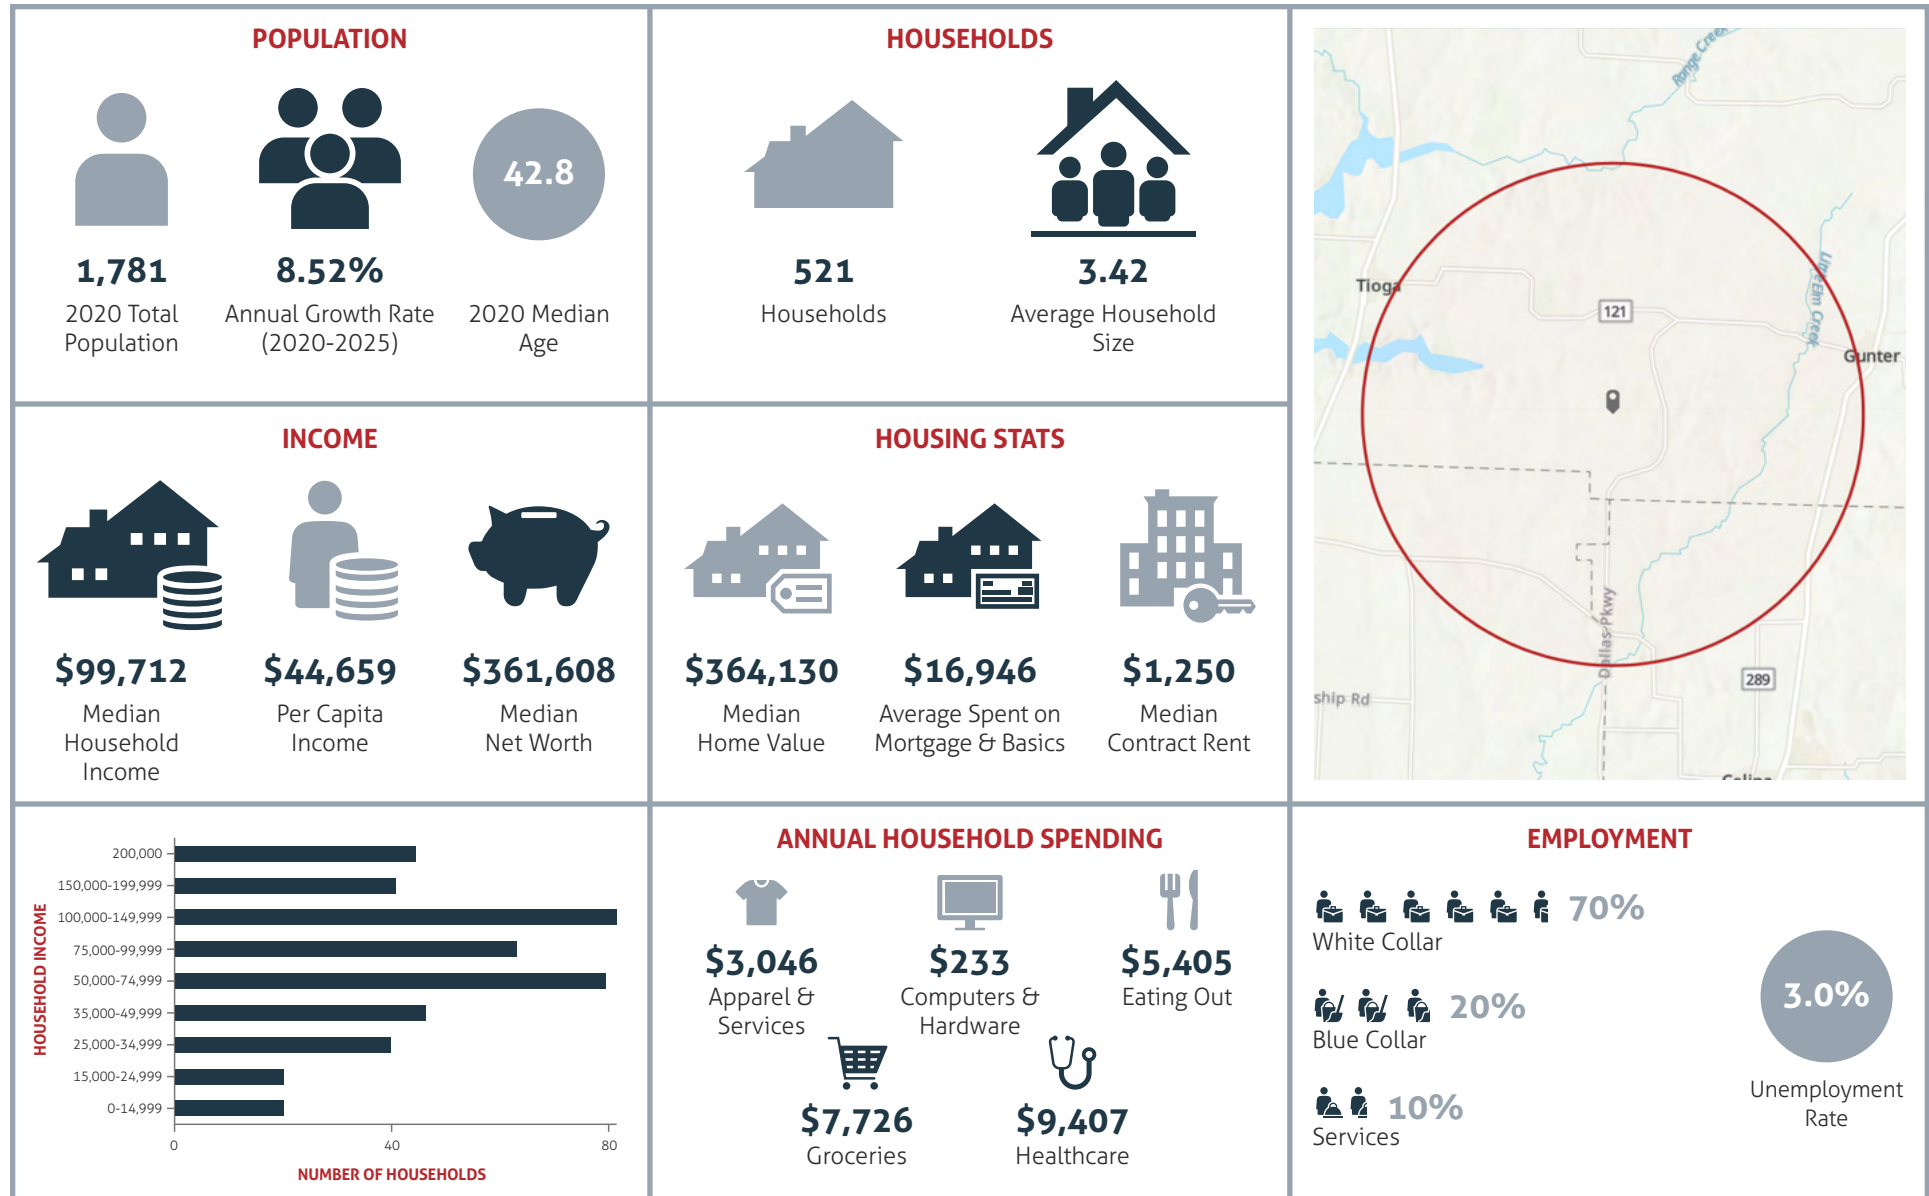 POPULATION
42.8
1,781
2020 Total
Population
8.52%
Annual Growth Rate
(2020-2025)
2020 Median
Age
HOUSEHOLDS
521
Households
3.42
Average Household
Size
Range Creek
Tioga
121
Little Elm Creek
Gunter
Dallas Pkwy
289
ship Rd
Celina
INCOME
$99,712
Median
Household
Income
$44,659
Per Capita
Income
$361,608
Median
Net Worth
HOUSING STATS
$364,130
Median
Home Value
$16,946
Average Spent on
Mortgage & Basics
$1,250
Median
Contract Rent
HOUSEHOLD INCOME
200,000
150,000-199,999
100,000-149,999
75,000-99,999
50,000-74,999
35,000-49,999
25,000-34,999
15,000-24,999
0-14,999
0 40 80
NUMBER OF HOUSEHOLDS
ANNUAL HOUSEHOLD SPENDING
$3,046
Apparel &
Services
$233
Computers &
Hardware
$5,405
Eating Out
$7,726
Groceries
$9,407
Healthcare
EMPLOYMENT
70%
White Collar
20%
Blue Collar
10%
Services
3.0%
Unemployment
Rate